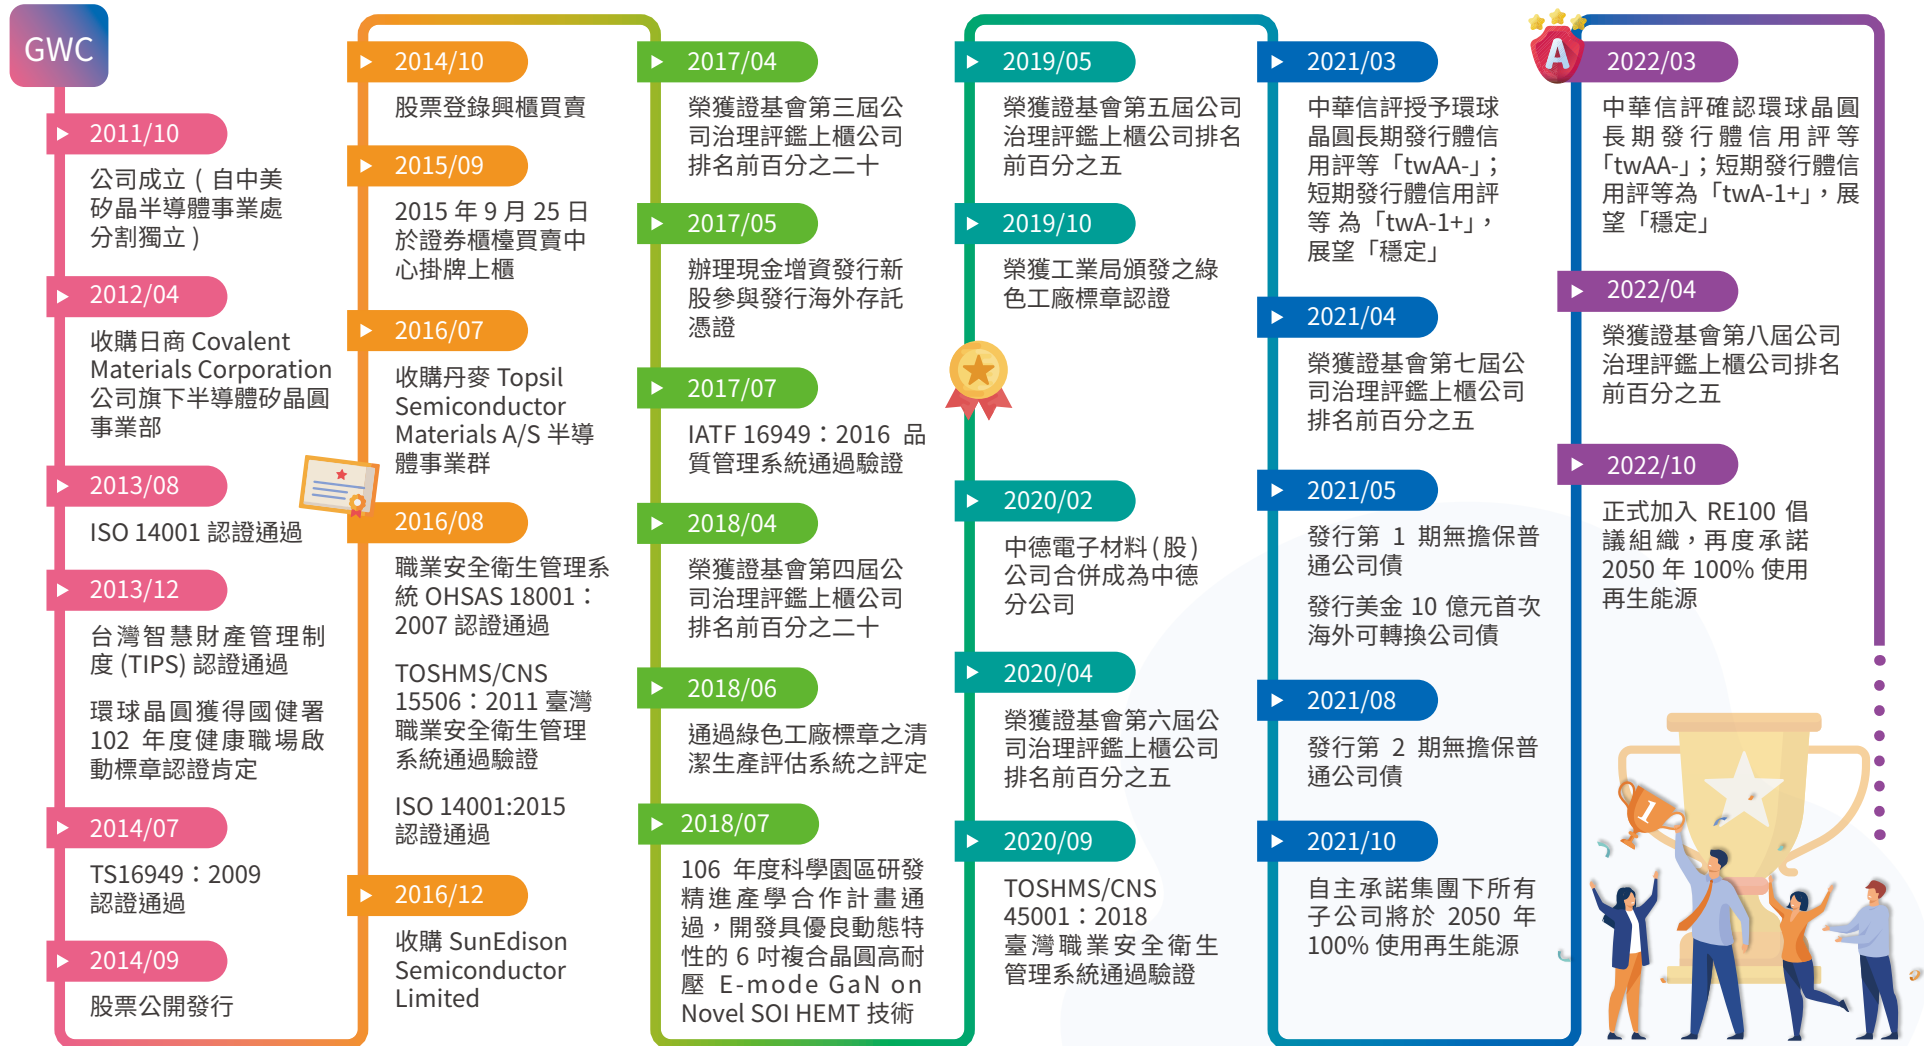 GWC
2011/10
公司成立 ( 自中美
矽晶半導體事業處
分割獨立 )
2012/04
收購日商 Covalent
Materials Corporation
公司旗下半導體矽晶圓
事業部
2013/08
ISO 14001 認證通過
2013/12
台灣智慧財產管理制
度 (TIPS) 認證通過
環球晶圓獲得國健署
102 年度健康職場啟
動標章認證肯定
2014/07
TS16949：2009
認證通過
2014/09
股票公開發行
2014/10
股票登錄興櫃買賣
2015/09
2015 年 9 月 25 日
於證券櫃檯買賣中
心掛牌上櫃
2016/07
收購丹麥 Topsil
Semiconductor
Materials A/S 半導
體事業群
2016/08
職業安全衛生管理系
統 OHSAS 18001：
2007 認證通過
TOSHMS/CNS
15506：2011 臺灣
職業安全衛生管理
系統通過驗證
ISO 14001:2015
認證通過
2016/12
收購 SunEdison
Semiconductor
Limited
2017/04
榮獲證基會第三屆公
司治理評鑑上櫃公司
排名前百分之二十
2017/05
辦理現金增資發行新
股參與發行海外存託
憑證
2017/07
IATF 16949：2016 品
質管理系統通過驗證
2018/04
榮獲證基會第四屆公
司治理評鑑上櫃公司
排名前百分之二十
2018/06
通過綠色工廠標章之清
潔生產評估系統之評定
2018/07
106 年度科學園區研發
精進產學合作計畫通
過，開發具優良動態特
性的 6 吋複合晶圓高耐
壓 E-mode GaN on
Novel SOI HEMT 技術
2019/05
榮獲證基會第五屆公司
治理評鑑上櫃公司排名
前百分之五
2019/10
榮獲工業局頒發之綠
色工廠標章認證
2020/02
中德電子材料 ( 股 )
公司合併成為中德
分公司
2020/04
榮獲證基會第六屆公
司治理評鑑上櫃公司
排名前百分之五
2020/09
TOSHMS/CNS
45001：2018
臺灣職業安全衛生
管理系統通過驗證
2021/03
中華信評授予環球
晶圓長期發行體信
用評等「twAA-」；
短期發行體信用評
等 為「twA-1+」，
展望「穩定」
2021/04
榮獲證基會第七屆公
司治理評鑑上櫃公司
排名前百分之五
2021/05
發行第 1 期無擔保普
通公司債
發行美金 10 億元首次
海外可轉換公司債
2021/08
發行第 2 期無擔保普
通公司債
2021/10
自主承諾集團下所有
子公司將於 2050 年
100% 使用再生能源
A
2022/03
中華信評確認環球晶圓
長期發行體信用評等
「twAA-」；短期發行體信
用評等為「twA-1+」，展
望「穩定」
2022/04
榮獲證基會第八屆公司
治理評鑑上櫃公司排名
前百分之五
2022/10
正式加入 RE100 倡
議組織，再度承諾
2050 年 100% 使用
再生能源
1